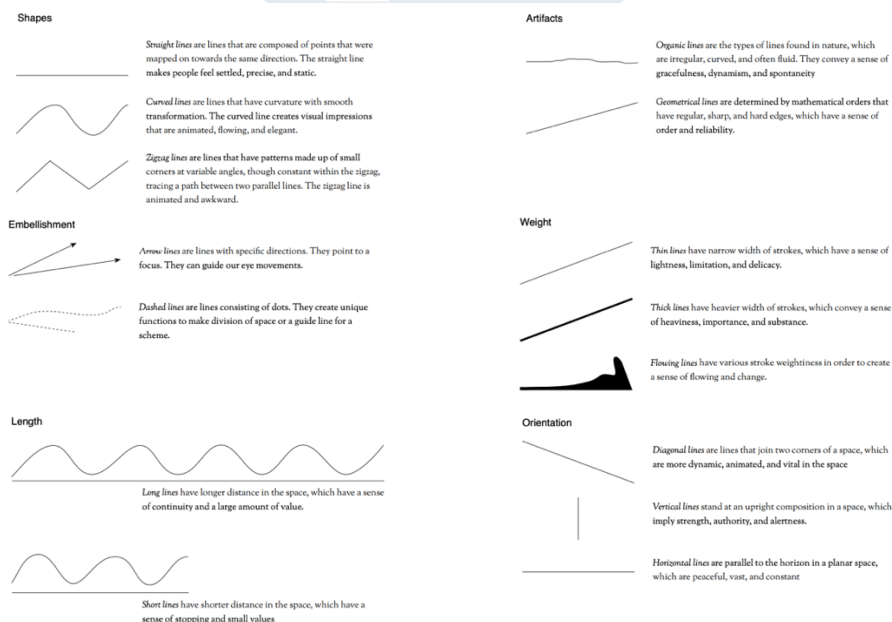 Shapes
Straight lines are lines that are composed of points that were
mapped on towards the same direction. The straight line
makes people feel settled, precise, and static.
Curved lines are lines that have curvature with smooth
transformation. The curved line creates visual impressions
that are animated, flowing, and elegant.
Zigzag lines are lines that have patterns made up of small
corners at variable angles, though constant within the zigzag,
tracing a path between two parallel lines. The zigzag line is
animated and awkward.
Embellishment
Arrow lines are lines with specific directions. They point to a
focus. They can guide our eye movements.
Dashed lines are lines consisting of dots. They create unique
functions to make division of space or a guide line for a
scheme.
Length
Long lines have longer distance in the space, which have a sense
of continuity and a large amount of value.
Short lines have shorter distance in the space, which have a
sense of stopping and small values
Artifacts
Organic lines are the types of lines found in nature, which
are irregular, curved, and often fluid. They convey a sense of
gracefulness, dynamism, and spontaneity
Geometrical lines are determined by mathematical orders that
have regular, sharp, and hard edges, which have a sense of
order and reliability.
Weight
Thin lines have narrow width of strokes, which have a sense of
lightness, limitation, and delicacy.
Thick lines have heavier width of strokes, which convey a sense
of heaviness, importance, and substance.
Flowing lines have various stroke weightiness in order to create
a sense of flowing and change.
Orientation
Diagonal lines are lines that join two corners of a space, which
are more dynamic, animated, and vital in the space
Vertical lines stand at an upright composition in a space, which
imply strength, authority, and alertness.
Horizontal lines are parallel to the horizon in a planar space,
which are peaceful, vast, and constant